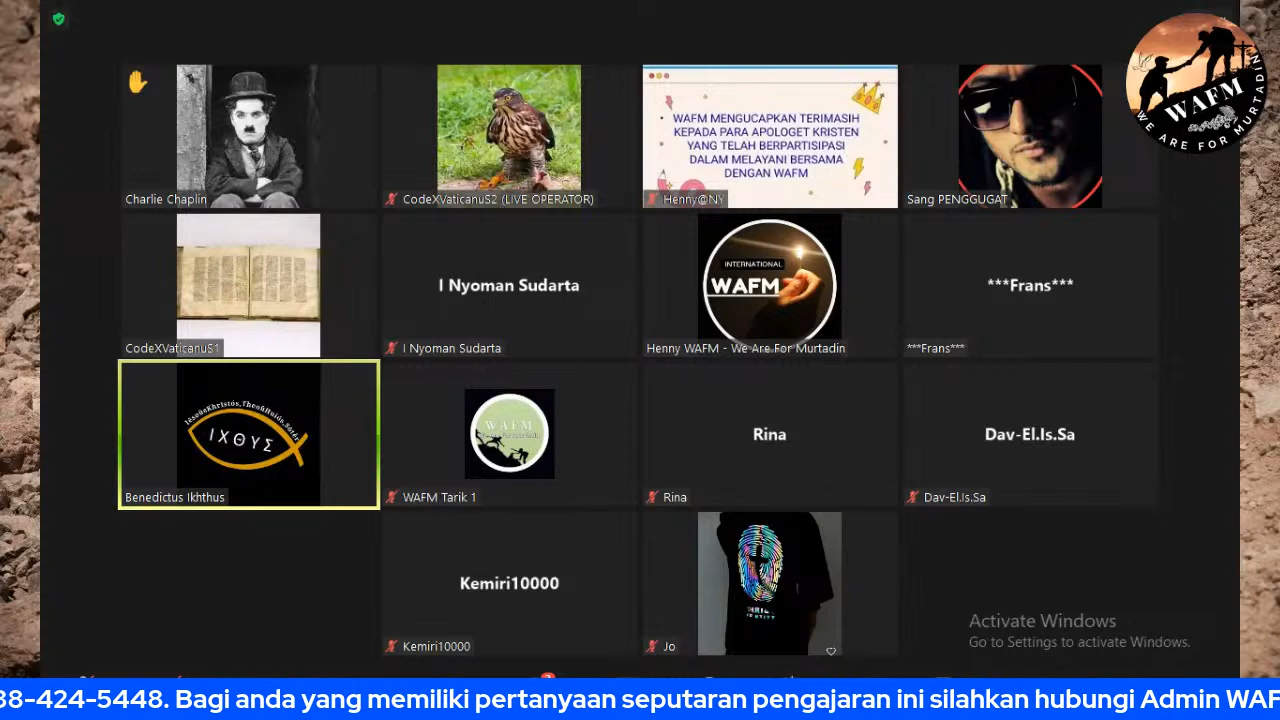 WAFM
WE ARE FOR MURTADIN
WAFM MENGUCAPKAN TERIMASIH
KEPADA PARA APOLOGET KRISTEN
YANG TELAH BERPARTISIPASI
DALAM MELAYANI BERSAMA
DENGAN WAFM
Charlie Chaplin
CodeXVaticanuS2 (LIVE OPERATOR)
Henny@NY
Sang PENGGUGAT
I Nyoman Sudarta
INTERNATIONAL
WAFM
***Frans***
CodeXVaticanuS1
I Nyoman Sudarta
Henny WAFM - We Are For Murtadin
***Frans***
ΙΧΘΥΣ
WAFM
Rina
Dav-El.Is.Sa
Benedictus Ikhthus
WAFM Tarik 1
Rina
Dav-El.Is.Sa
Kemiri10000
Kemiri10000
Jo
Activate Windows
Go to Settings to activate Windows.
38-424-5448. Bagi anda yang memiliki pertanyaan seputaran pengajaran ini silahkan hubungi Admin WAF